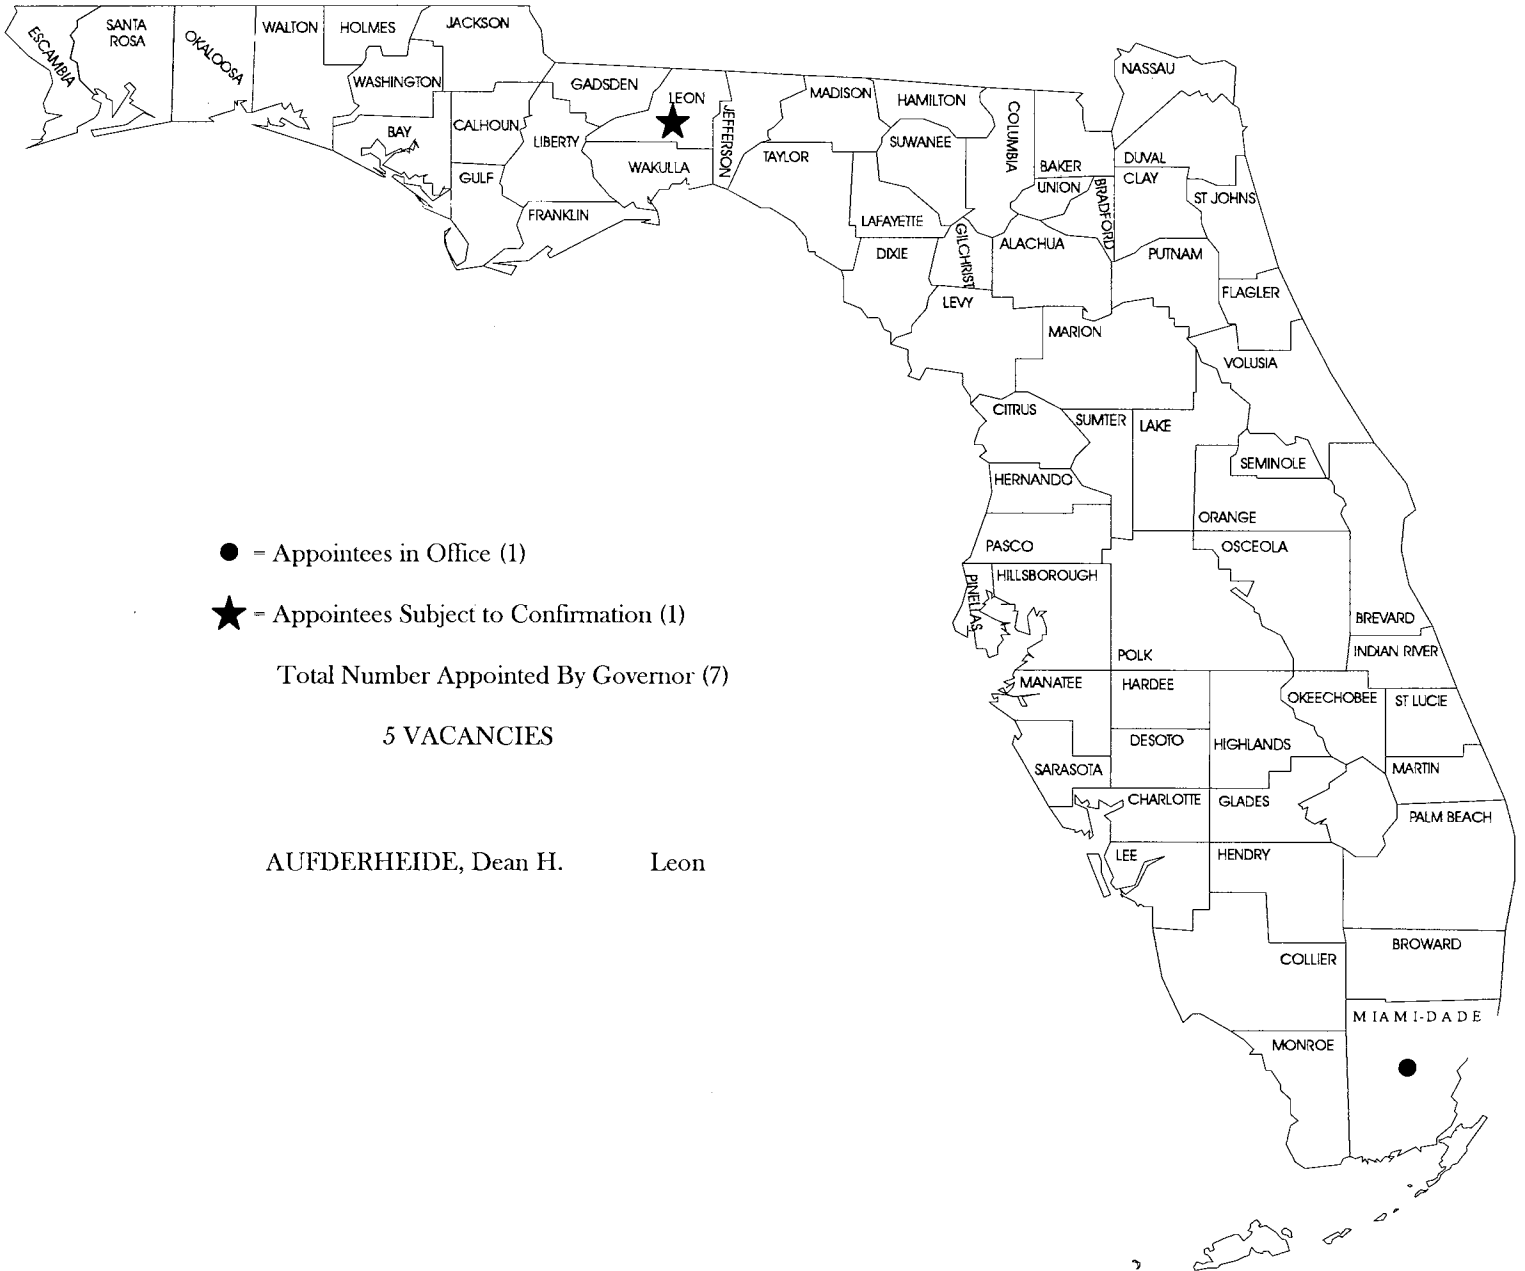 ESCAMBIA
SANTA
ROSA
OKALOOSA
WALTON
HOLMES
JACKSON
WASHINGTON
BAY
CALHOUN
GULF
GADSDEN
LIBERTY
FRANKLIN
LEON
WAKULLA
JEFFERSON
MADISON
TAYLOR
HAMILTON
SUWANEE
LAFAYETTE
DIXIE
COLUMBIA
GILCHRIST
LEVY
BAKER
UNION
BRADFORD
ALACHUA
NASSAU
DUVAL
CLAY
ST JOHNS
PUTNAM
FLAGLER
MARION
VOLUSIA
CITRUS
SUMTER
LAKE
SEMINOLE
HERNANDO
ORANGE
PASCO
OSCEOLA
HILLSBOROUGH
PINELLAS
POLK
BREVARD
INDIAN RIVER
MANATEE
HARDEE
OKEECHOBEE
ST LUCIE
DESOTO
HIGHLANDS
SARASOTA
MARTIN
CHARLOTTE
GLADES
PALM BEACH
LEE
HENDRY
BROWARD
COLLIER
MIAMI-DADE
MONROE
= Appointees in Office (1)
= Appointees Subject to Confirmation (1)
Total Number Appointed By Governor (7)
5 VACANCIES
AUFDERHEIDE, Dean H. Leon